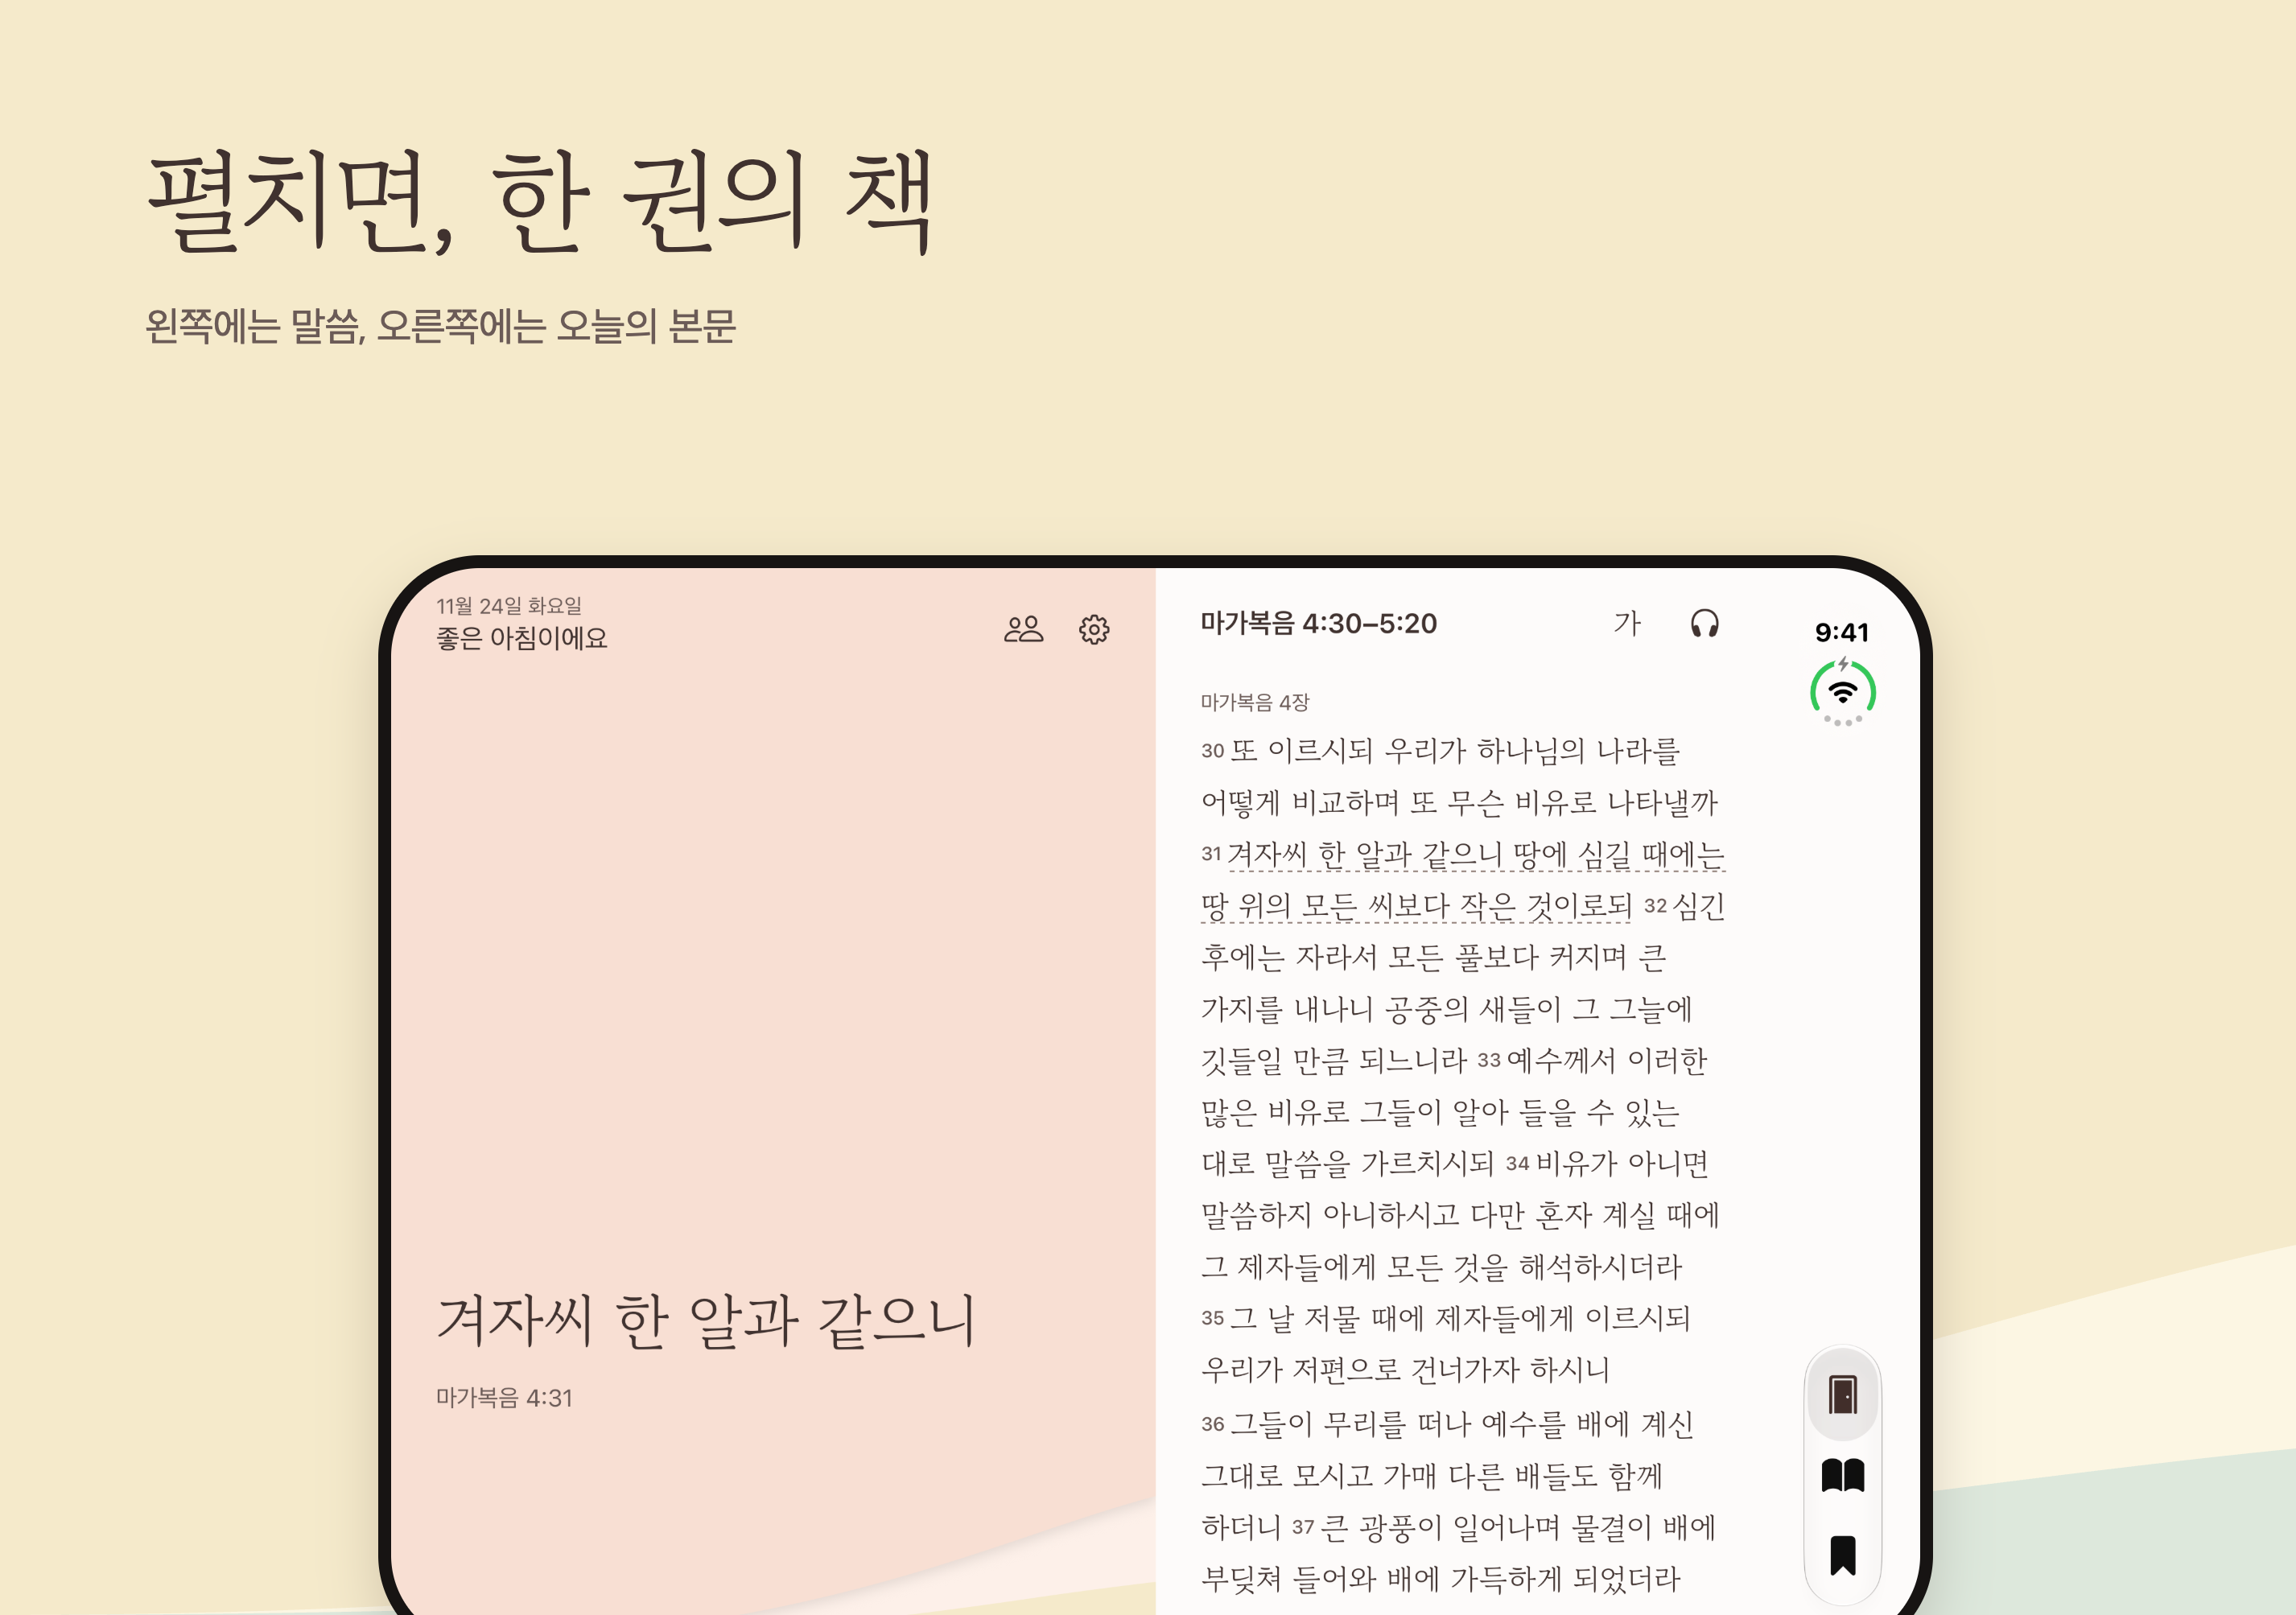 펼치면, 한 권의 책
왼쪽에는 말씀, 오른쪽에는 오늘의 본문
11월 24일 화요일
좋은 아침이에요
겨자씨 한 알과 같으니
마가복음 4:31
마가복음 4:30–5:20
가
9:41
마가복음 4장
30 또 이르시되 우리가 하나님의 나라를
어떻게 비교하며 또 무슨 비유로 나타낼까
31 겨자씨 한 알과 같으니 땅에 심길 때에는
땅 위의 모든 씨보다 작은 것이로되 32 심긴
후에는 자라서 모든 풀보다 커지며 큰
가지를 내나니 공중의 새들이 그 그늘에
깃들일 만큼 되느니라 33 예수께서 이러한
많은 비유로 그들이 알아 들을 수 있는
대로 말씀을 가르치시되 34 비유가 아니면
말씀하지 아니하시고 다만 혼자 계실 때에
그 제자들에게 모든 것을 해석하시더라
35 그 날 저물 때에 제자들에게 이르시되
우리가 저편으로 건너가자 하시니
36 그들이 무리를 떠나 예수를 배에 계신
그대로 모시고 가매 다른 배들도 함께
하더니 37 큰 광풍이 일어나며 물결이 배에
부딪쳐 들어와 배에 가득하게 되었더라